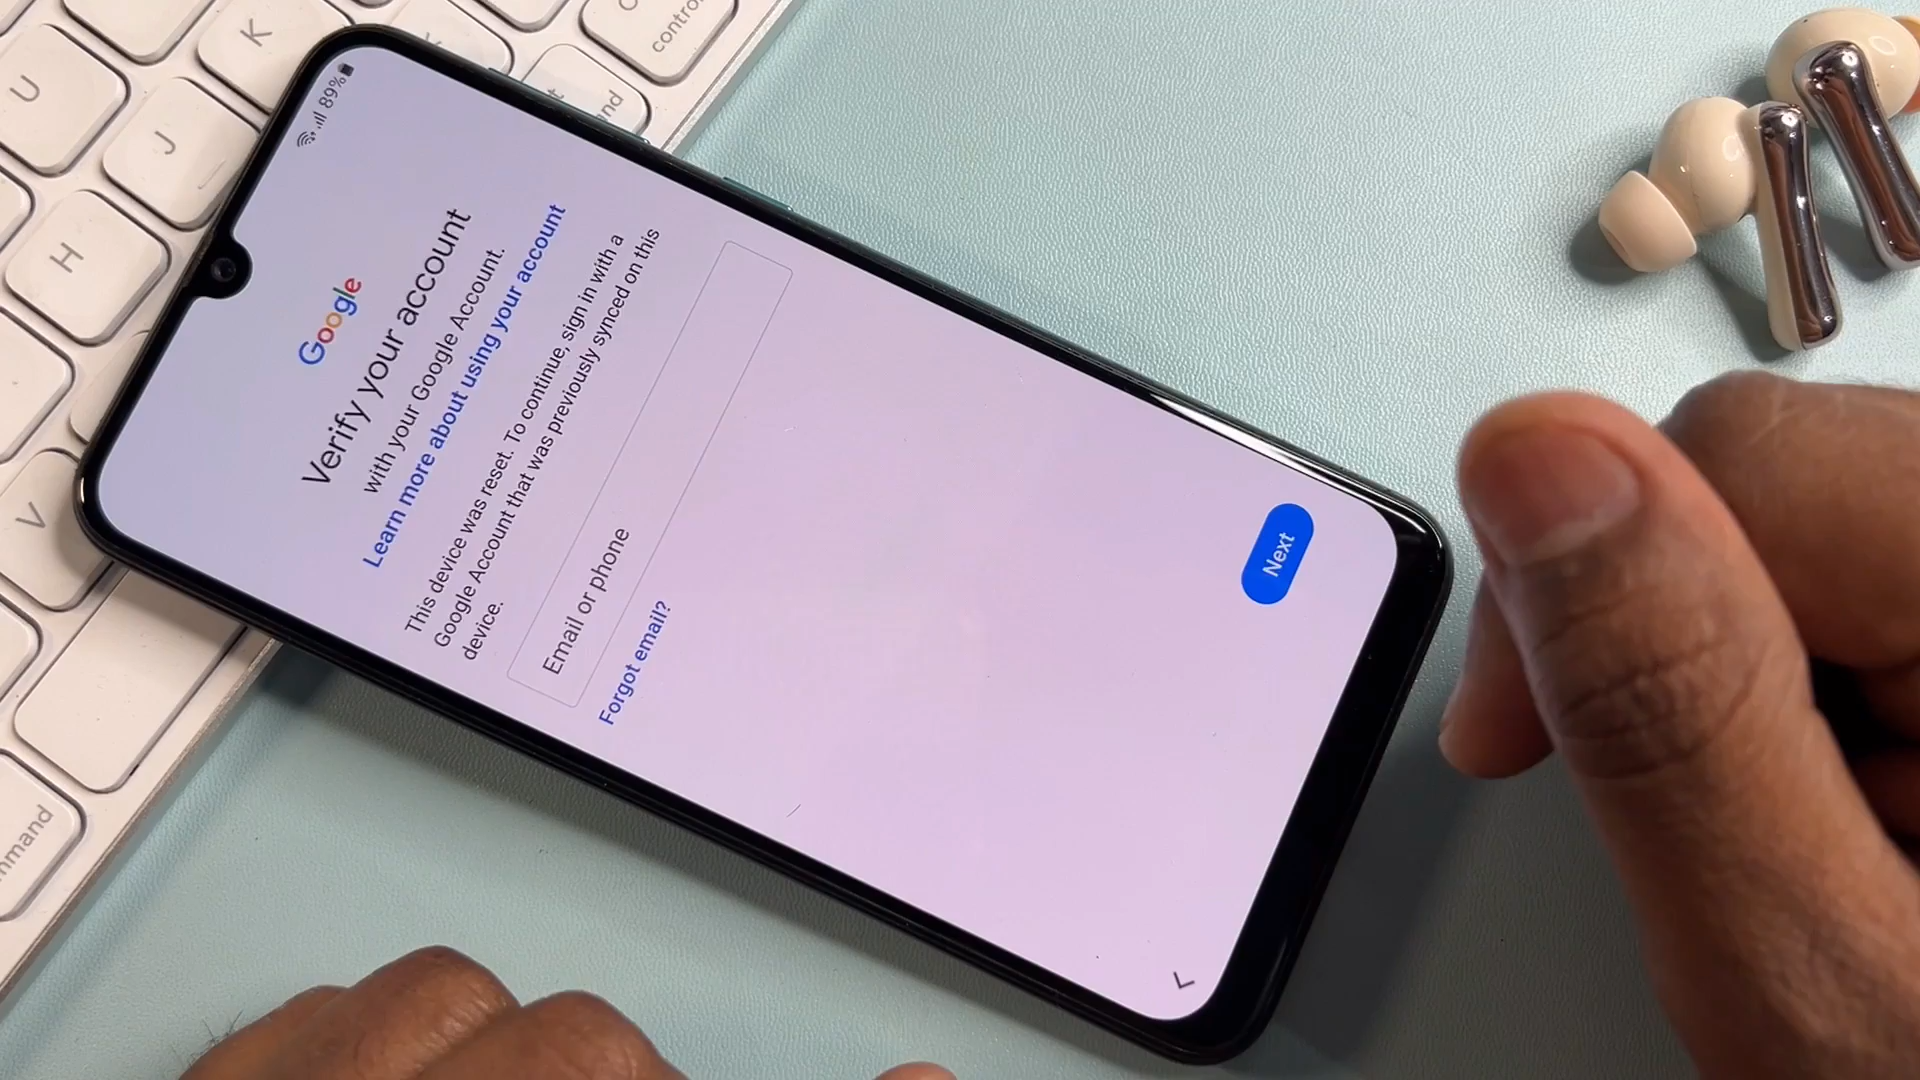 89%
Google
Verify your account
with your Google Account.
Learn more about using your account
This device was reset. To continue, sign in with a
Google Account that was previously synced on this
device.
Email or phone
Forgot email?
Next
U
K
J
H
V
control